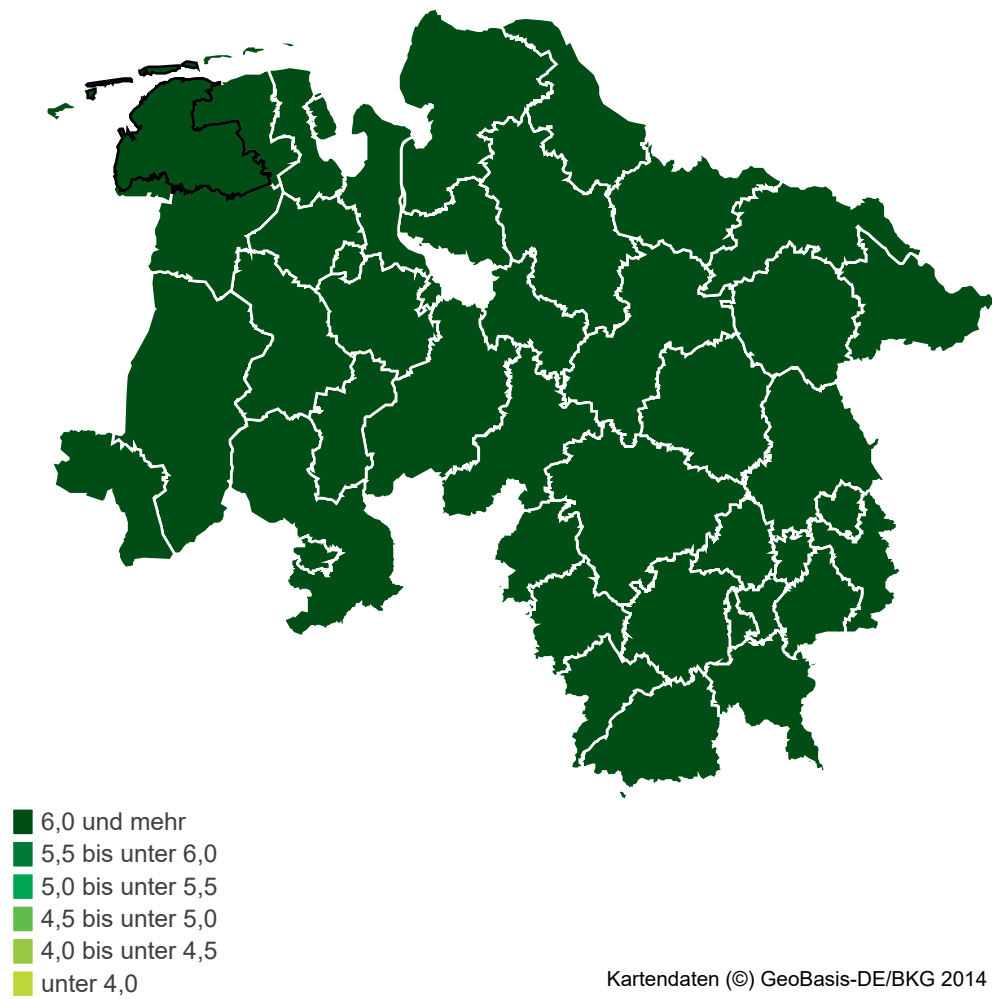 6,0 und mehr
5,5 bis unter 6,0
5,0 bis unter 5,5
4,5 bis unter 5,0
4,0 bis unter 4,5
unter 4,0
Kartendaten (©) GeoBasis-DE/BKG 2014